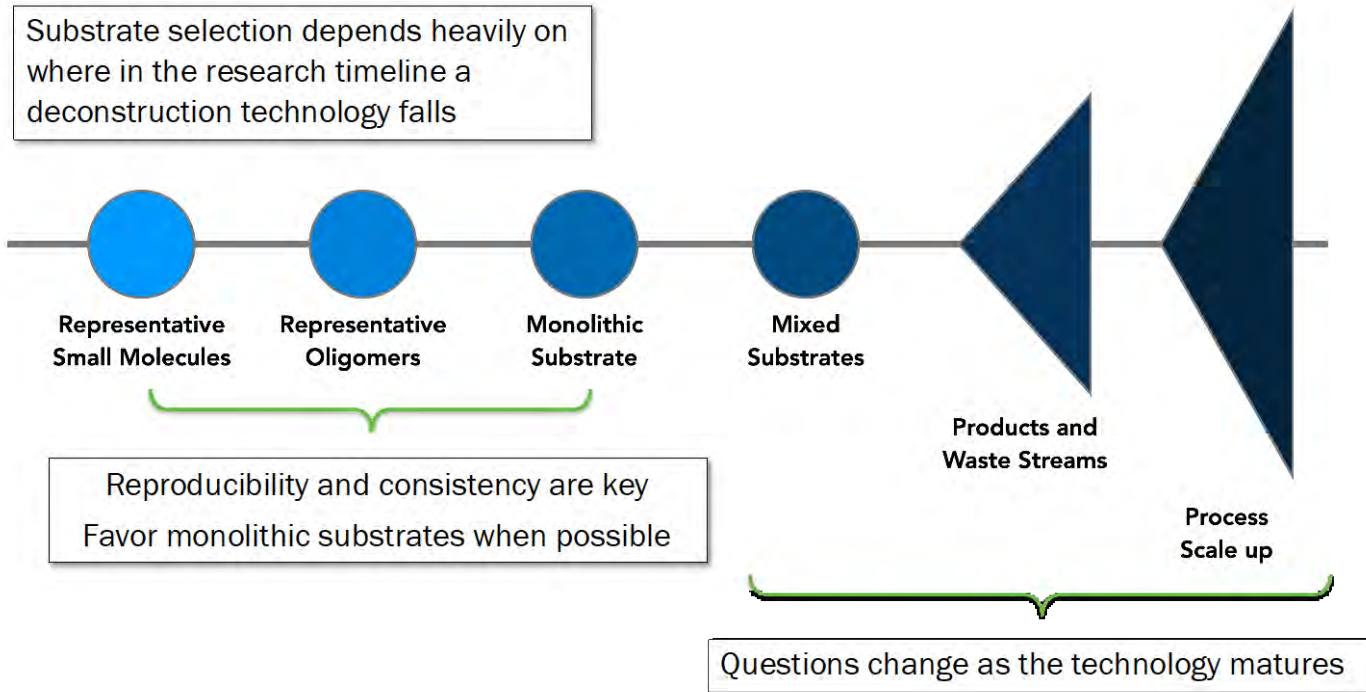 Substrate selection depends heavily on
where in the research timeline a
deconstruction technology falls
Representative
Small Molecules
Representative
Oligomers
Monolithic
Substrate
Mixed
Substrates
Products and
Waste Streams
Process
Scale up
Reproducibility and consistency are key
Favor monolithic substrates when possible
Questions change as the technology matures